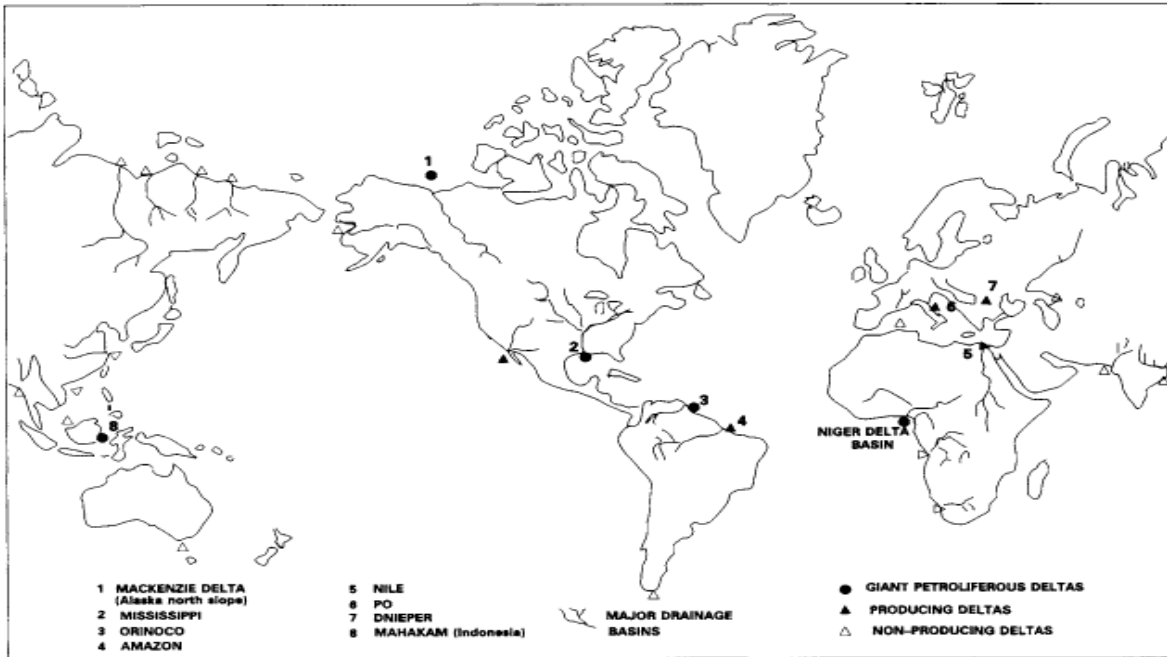 1
7
6
2
5
3
8
4
NIGER DELTA
BASIN
1 MACKENZIE DELTA
(Alaska north slope)
2 MISSISSIPPI
3 ORINOCO
4 AMAZON
5 NILE
6 PO
7 DNIEPER
8 MAHAKAM (Indonesia)
MAJOR DRAINAGE
BASINS
GIANT PETROLIFEROUS DELTAS
PRODUCING DELTAS
NON-PRODUCING DELTAS